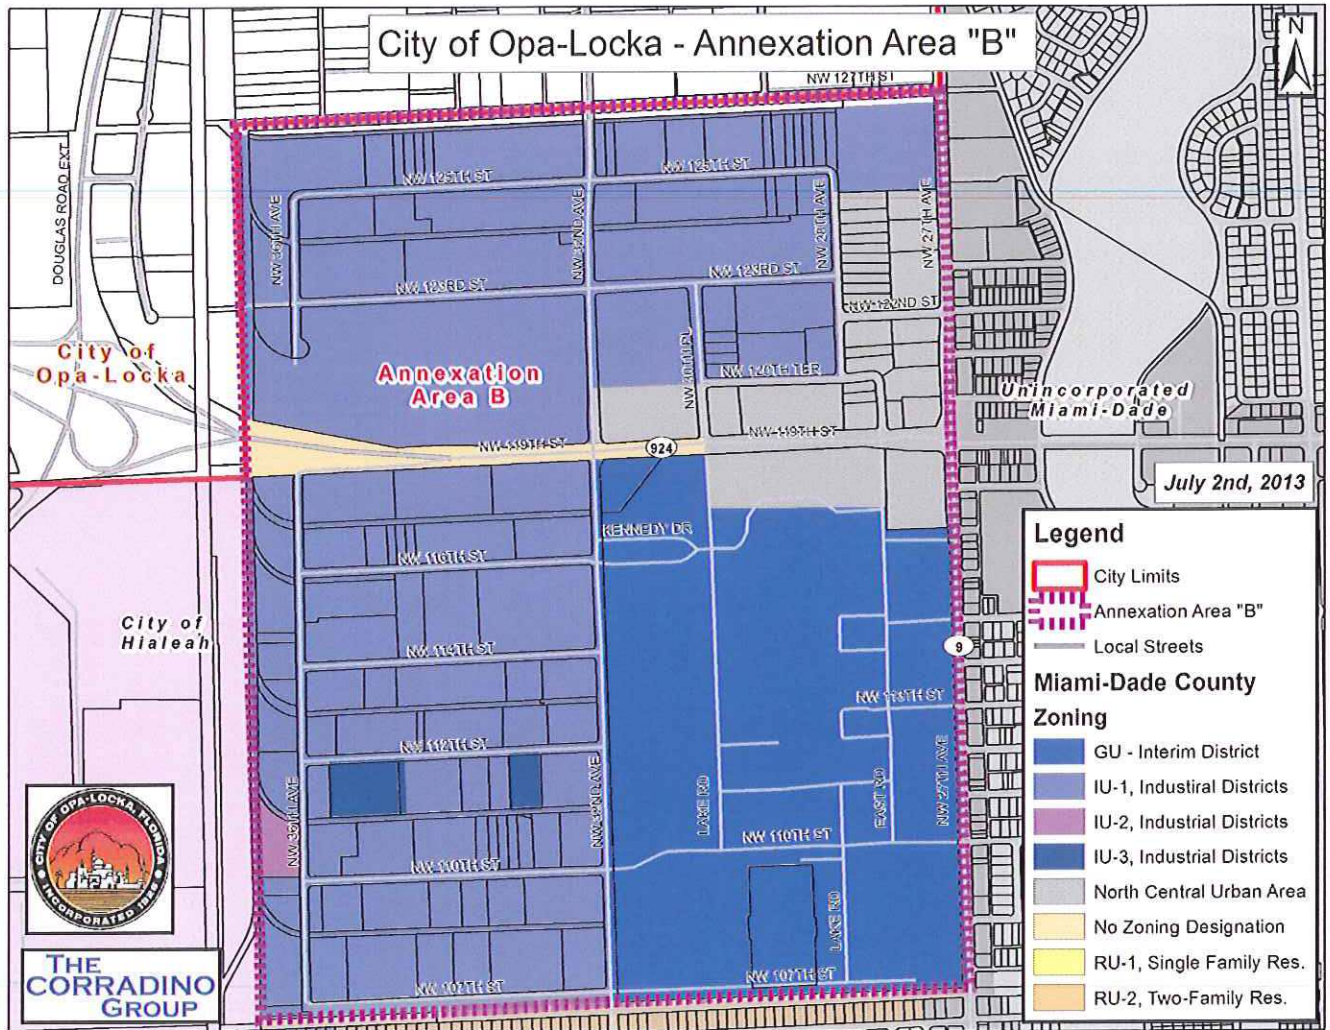 City of Opa-Locka - Annexation Area "B"
N
NW 127TH ST
DOUGLAS ROAD EXT
NW 125TH ST
NW 125TH ST
NW 35TH AVE
NW 32ND AVE
NW 28TH AVE
NW 27TH AVE
NW 123RD ST
NW 123RD ST
NW 122ND ST
City of
Opa-Locka
Annexation
Area B
NW 30TH PL
NW 120TH TER
Unincorporated
Miami-Dade
NW 119TH ST
924
NW 119TH ST
July 2nd, 2013
KENNEDY DR
NW 116TH ST
City of
Hialeah
NW 114TH ST
9
NW 113TH ST
NW 112TH ST
NW 35TH AVE
NW 32ND AVE
LAKE RD
EAST RD
NW 27TH AVE
NW 110TH ST
NW 110TH ST
LAKE RD
NW 107TH ST
NW 107TH ST
Legend
City Limits
Annexation Area "B"
Local Streets
Miami-Dade County
Zoning
GU - Interim District
IU-1, Industiral Districts
IU-2, Industrial Districts
IU-3, Industrial Districts
North Central Urban Area
No Zoning Designation
RU-1, Single Family Res.
RU-2, Two-Family Res.
CITY OF OPA-LOCKA, FLORIDA
INCORPORATED 1926
THE
CORRADINO
GROUP